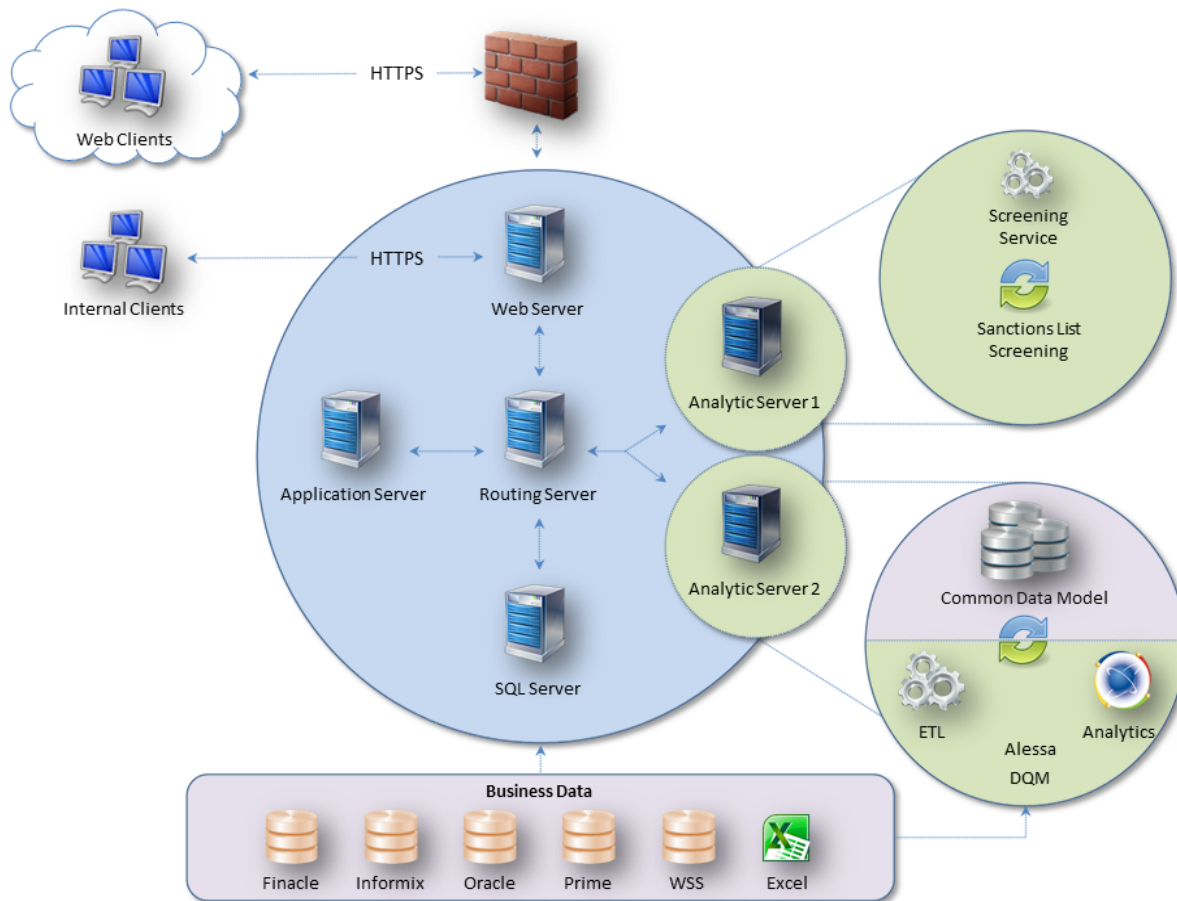 HTTPS
Web Clients
Internal Clients
HTTPS
Web Server
Screening
Service
Sanctions List
Screening
Analytic Server 1
Application Server
Routing Server
Analytic Server 2
Common Data Model
SQL Server
ETL
Analytics
Alessa
DQM
Business Data
Finacle
Informix
Oracle
Prime
WSS
Excel